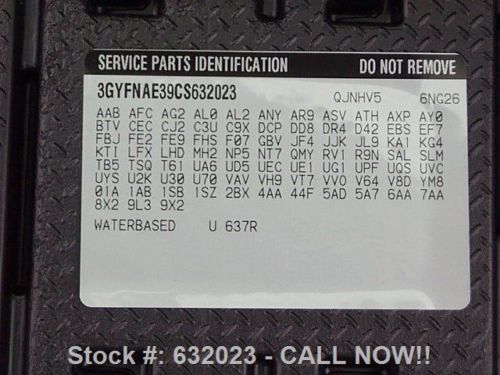 SERVICE PARTS IDENTIFICATION DO NOT REMOVE
3GYFNAE39CS632023 QJNHV5 6NG26
AAB AFC AG2 AL0 AL2 ANY AR9 ASV ATH AXP AY0
BTV CEC CJ2 C3U C9X DCP DD8 DR4 D42 EBS EF7
FBJ FE2 FE9 FHS F07 GBV JF4 JJK JL9 KA1 KG4
KTI LFX LHD MH2 NP5 NT7 QMY RV1 R9N SAL SLM
TB5 TSQ T61 UA6 UD5 UEC UE1 UG1 UPF UQS UVC
UYS U2K U30 U70 VAV VH9 VT7 VV0 V64 V8D YM8
01A 1AB 1SB 1SZ 2BX 4AA 44F 5AD 5A7 6AA 7AA
8X2 9L3 9X2
WATERBASED U 637R
Stock #: 632023 - CALL NOW!!